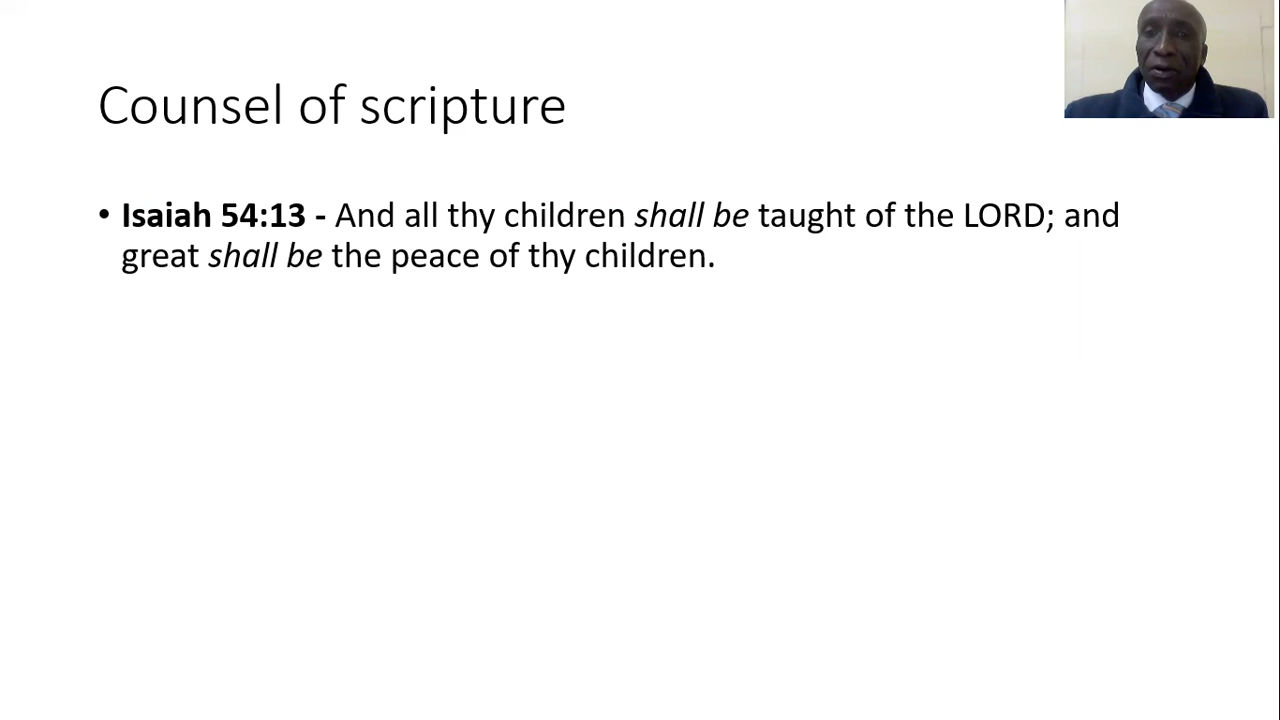 Counsel of scripture
• Isaiah 54:13 - And all thy children shall be taught of the LORD; and
great shall be the peace of thy children.